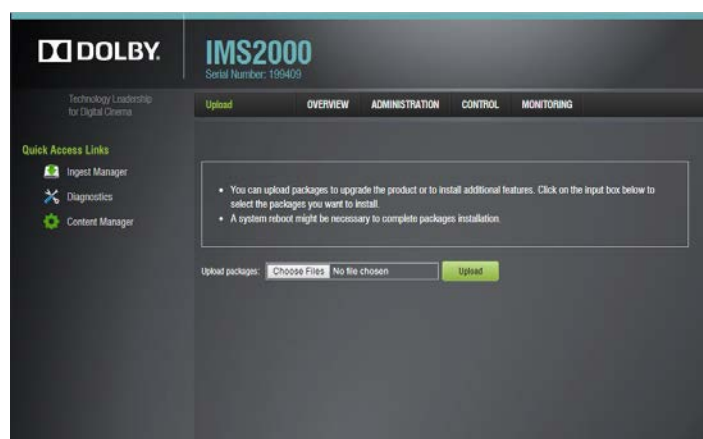 DOLBY.
IMS2000
Serial Number: 199409
Technology Leadership
for Digital Cinema
Upload OVERVIEW ADMINISTRATION CONTROL MONITORING
Quick Access Links
Ingest Manager
Diagnostics
Content Manager
• You can upload packages to upgrade the product or to install additional features. Click on the input box below to
select the packages you want to install.
• A system reboot might be necessary to complete packages installation.
Upload packages: Choose Files No file chosen Upload